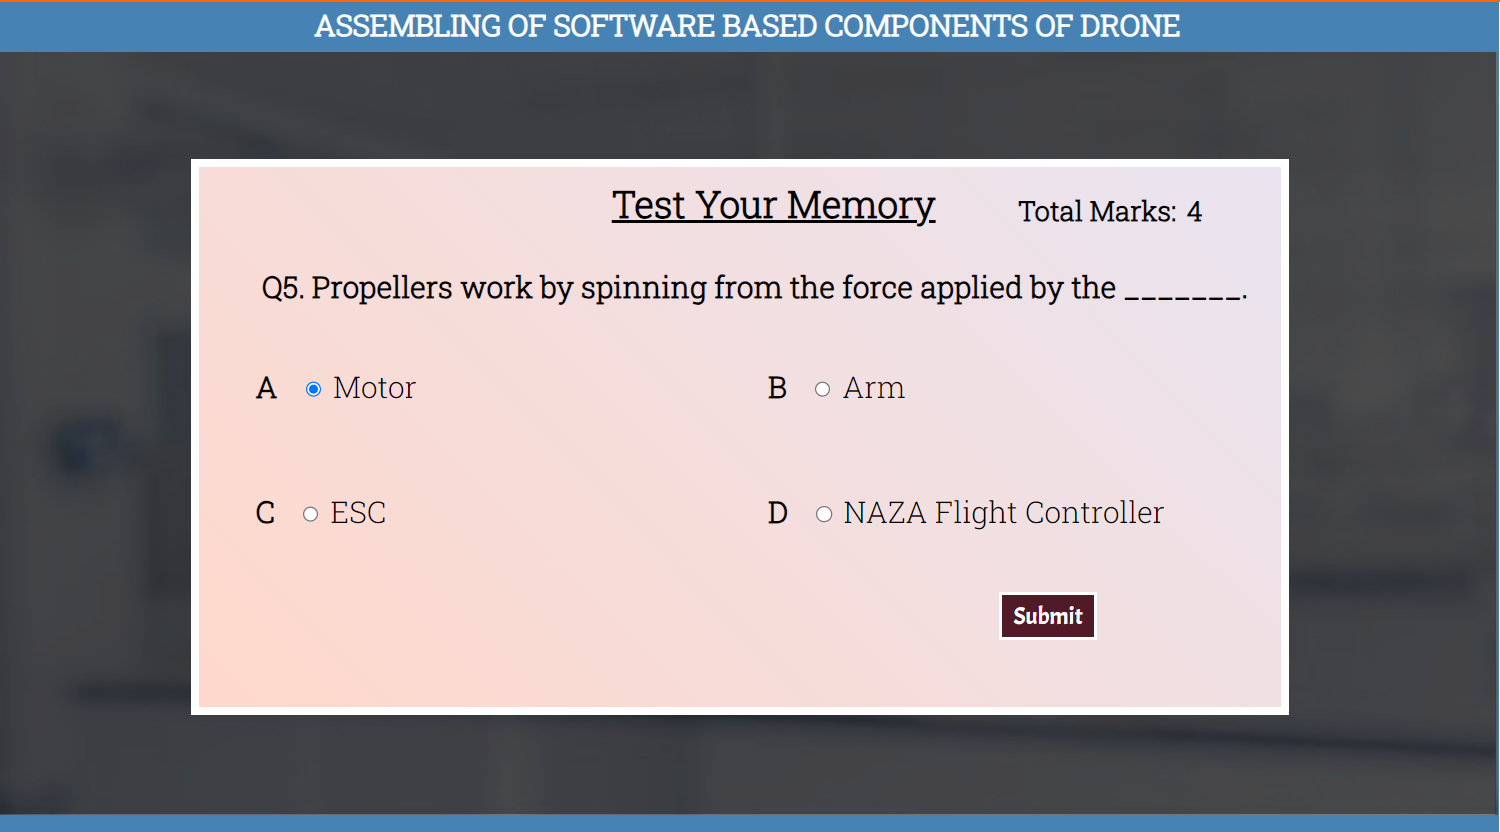 ASSEMBLING OF SOFTWARE BASED COMPONENTS OF DRONE
Test Your Memory
Total Marks: 4
Q5. Propellers work by spinning from the force applied by the _______.
A Motor
B Arm
C ESC
D NAZA Flight Controller
Submit